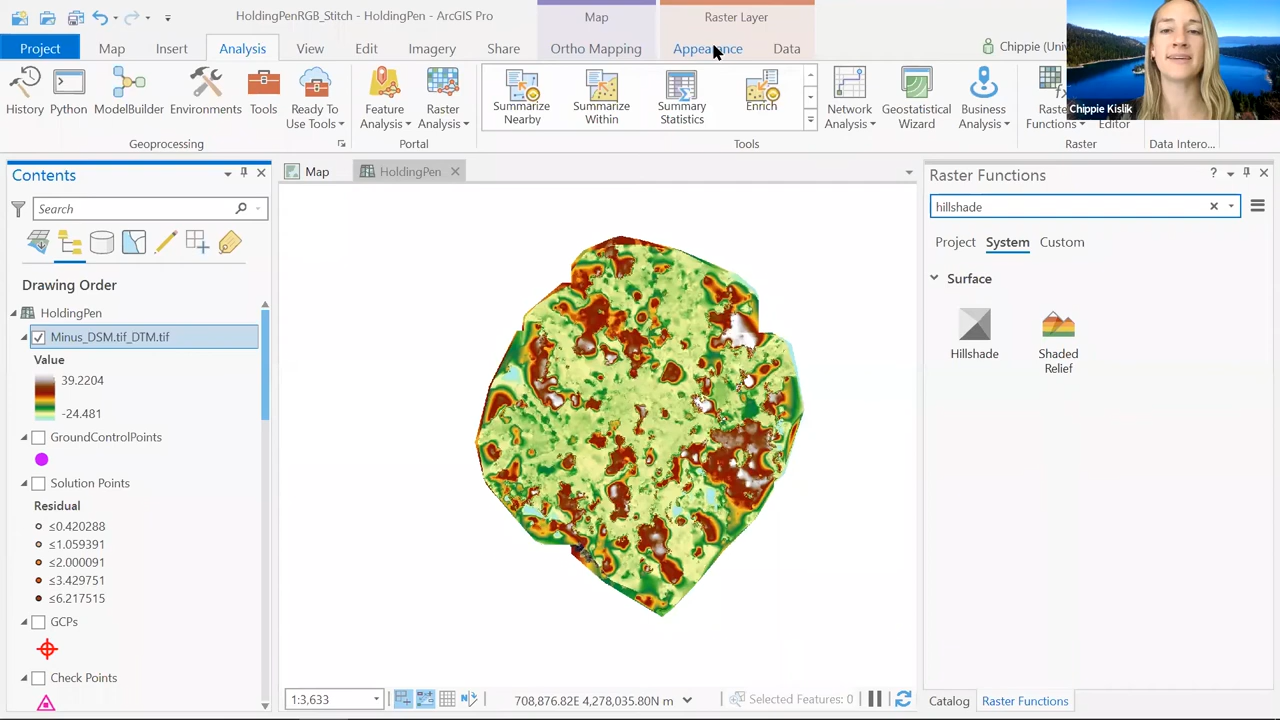 HoldingPenRGB_Stitch - HoldingPen - ArcGIS Pro
Map
Raster Layer
Project
Map
Insert
Analysis
View
Edit
Imagery
Share
Ortho Mapping
Appearance
Data
Chippie (Uni
Chippie Kislik
History
Python
ModelBuilder
Environments
Tools
Ready To
Use Tools
Feature
Analysis
Raster
Analysis
Summarize
Nearby
Summarize
Within
Summary
Statistics
Enrich
Network
Analysis
Geostatistical
Wizard
Business
Analysis
Functions
Editor
Geoprocessing
Portal
Tools
Raster
Data Intero...
Contents
Search
Drawing Order
HoldingPen
Minus_DSM.tif_DTM.tif
Value
39.2204
-24.481
GroundControlPoints
Solution Points
Residual
≤0.420288
≤1.059391
≤2.000091
≤3.429751
≤6.217515
GCPs
Check Points
Map
HoldingPen
1:3,633
708,876.82E 4,278,035.80N m
Selected Features: 0
Raster Functions
hillshade
Project
System
Custom
Surface
Hillshade
Shaded
Relief
Catalog
Raster Functions